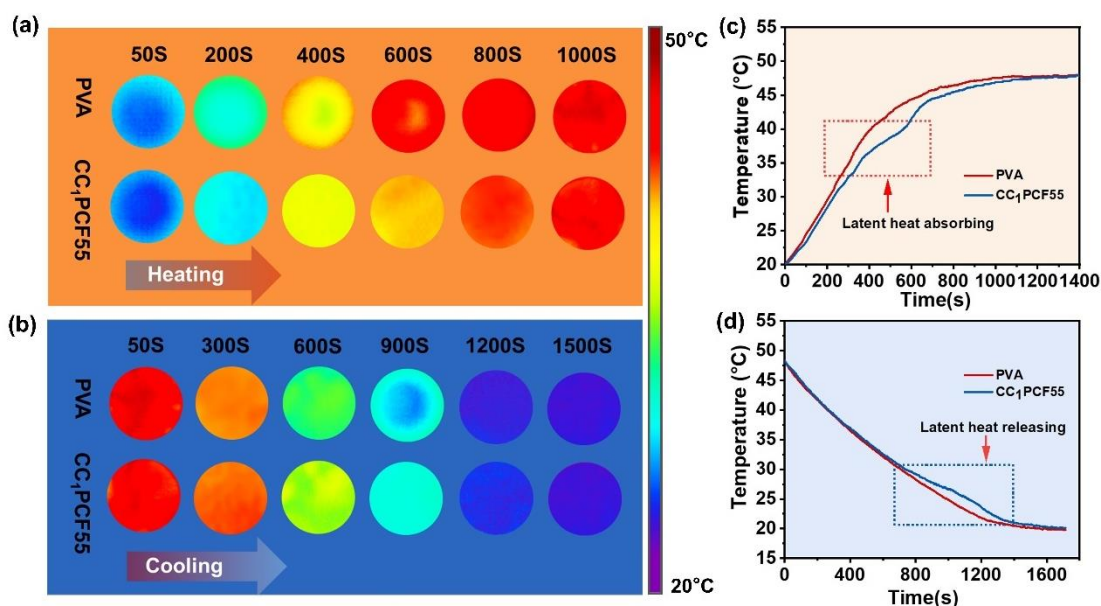 (a)
50S 200S 400S 600S 800S 1000S
PVA
CC₁PCF55
Heating
(b)
50S 300S 600S 900S 1200S 1500S
PVA
CC₁PCF55
Cooling
50°C
20°C
(c)
55
50
45
40
35
30
25
20
Temperature (°C)
PVA
CC₁PCF55
Latent heat absorbing
0 200 400 600 800 1000 1200 1400
Time(s)
(d)
55
50
45
40
35
30
25
20
15
Temperature (°C)
PVA
CC₁PCF55
Latent heat releasing
0 400 800 1200 1600
Time(s)